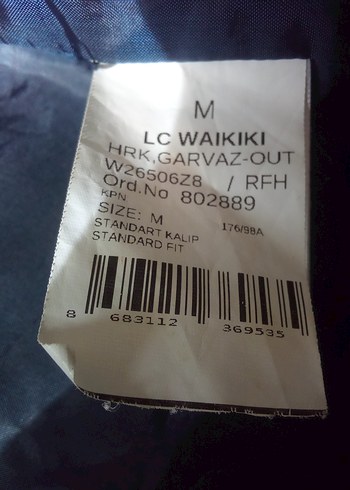 M
LC WAIKIKI
HRK,GARVAZ-OUT
W26506Z8 / RFH
Ord.No 802889
KPN
SIZE: M 176/98A
STANDART KALIP
STANDARD FIT
8 683112 369535